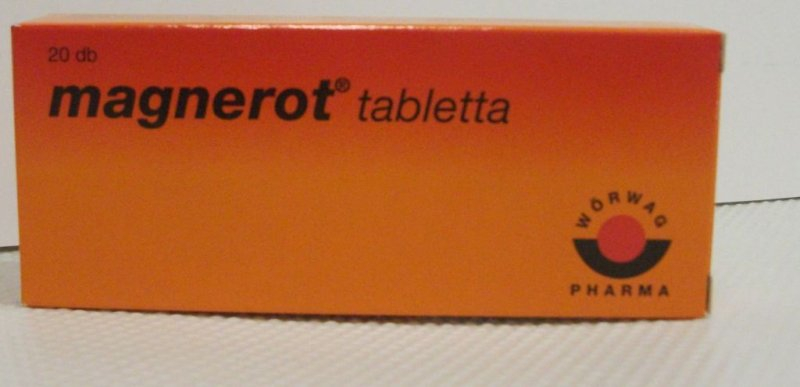 20 db
magnerot® tabletta
WÖRWAG
PHARMA